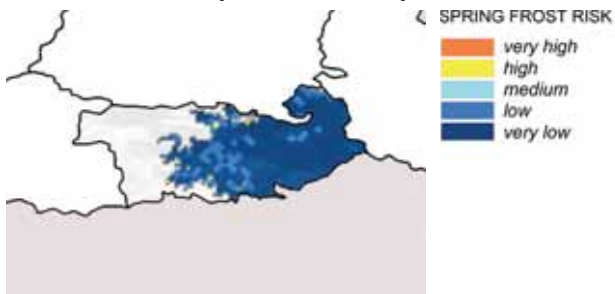 SPRING FROST RISK
very high
high
medium
low
very low